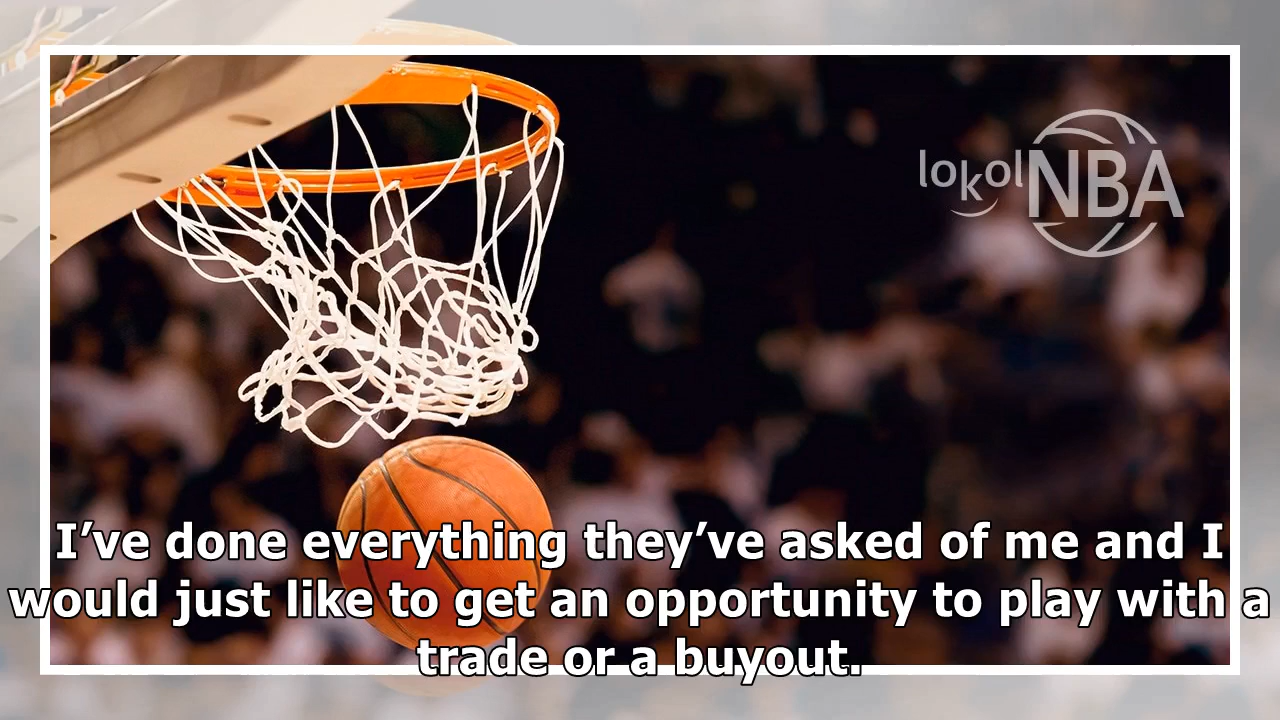 lokol NBA
I’ve done everything they’ve asked of me and I
would just like to get an opportunity to play with a
trade or a buyout.